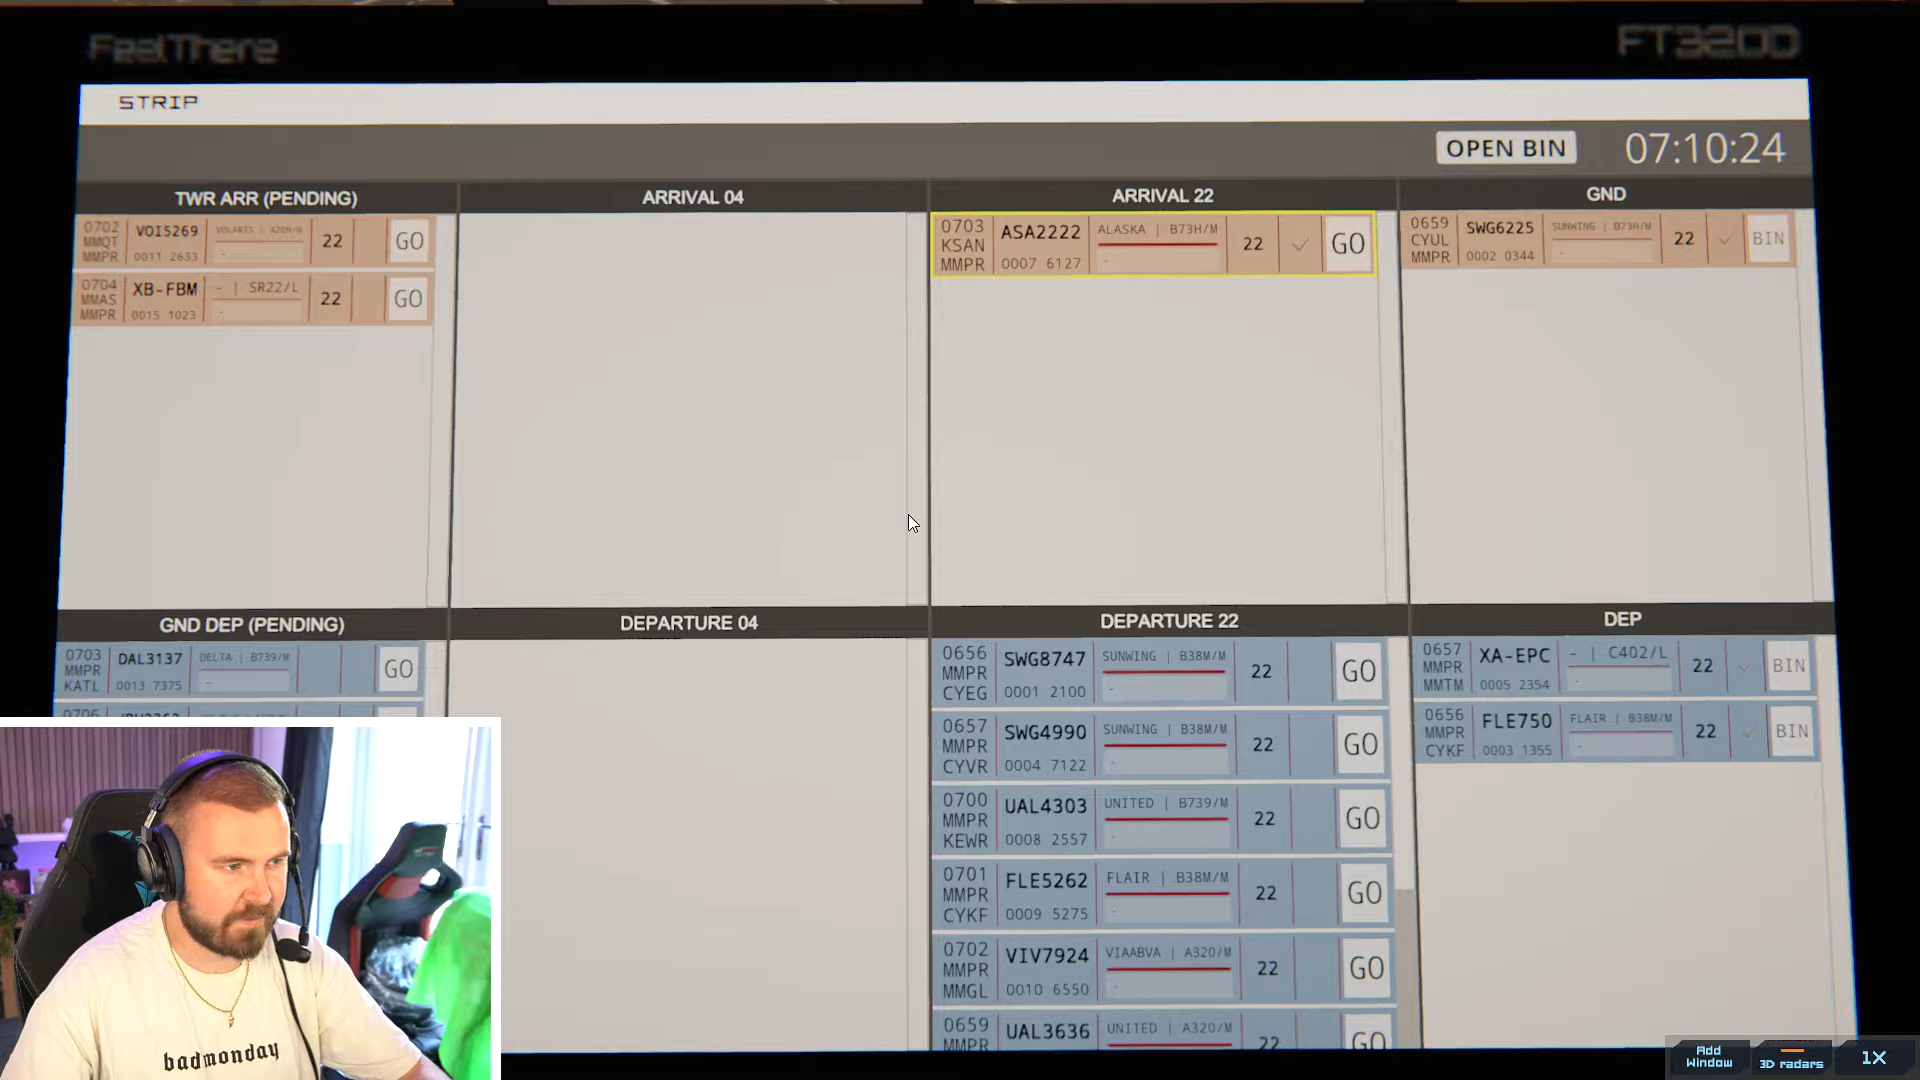 FeelThere
FT3200
STRIP
OPEN BIN
07:10:24
TWR ARR (PENDING)
0702
MMQT
MMPR
VOI5269
0011 2633
VOLARIS | A20N/M
-
22
GO
0704
MMAS
MMPR
XB-FBM
0015 1023
- | SR22/L
-
22
GO
ARRIVAL 04
ARRIVAL 22
0703
KSAN
MMPR
ASA2222
0007 6127
ALASKA | B73H/M
-
22
GO
GND
0659
CYUL
MMPR
SWG6225
0002 0344
SUNWING | B73H/M
-
22
BIN
GND DEP (PENDING)
0703
MMPR
KATL
DAL3137
0013 7375
DELTA | B739/M
-
GO
DEPARTURE 04
DEPARTURE 22
0656
MMPR
CYEG
SWG8747
0001 2100
SUNWING | B38M/M
-
22
GO
0657
MMPR
CYVR
SWG4990
0004 7122
SUNWING | B38M/M
-
22
GO
0700
MMPR
KEWR
UAL4303
0008 2557
UNITED | B739/M
-
22
GO
0701
MMPR
CYKF
FLE5262
0009 5275
FLAIR | B38M/M
-
22
GO
0702
MMPR
MMGL
VIV7924
0010 6550
VIAABVA | A320/M
-
22
GO
0659
MMPR
UAL3636
UNITED | A320/M
22
GO
DEP
0657
MMPR
MMTM
XA-EPC
0005 2354
- | C402/L
-
22
BIN
0656
MMPR
CYKF
FLE750
0003 1355
FLAIR | B38M/M
-
22
BIN
badmonday
Add
Window
3D radars
1X